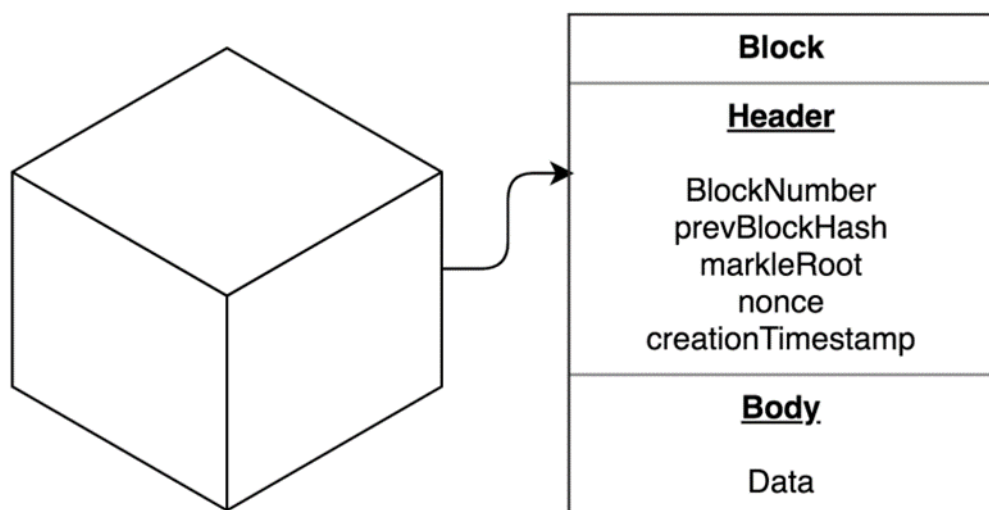 Block
Header
BlockNumber
prevBlockHash
markleRoot
nonce
creationTimestamp
Body
Data